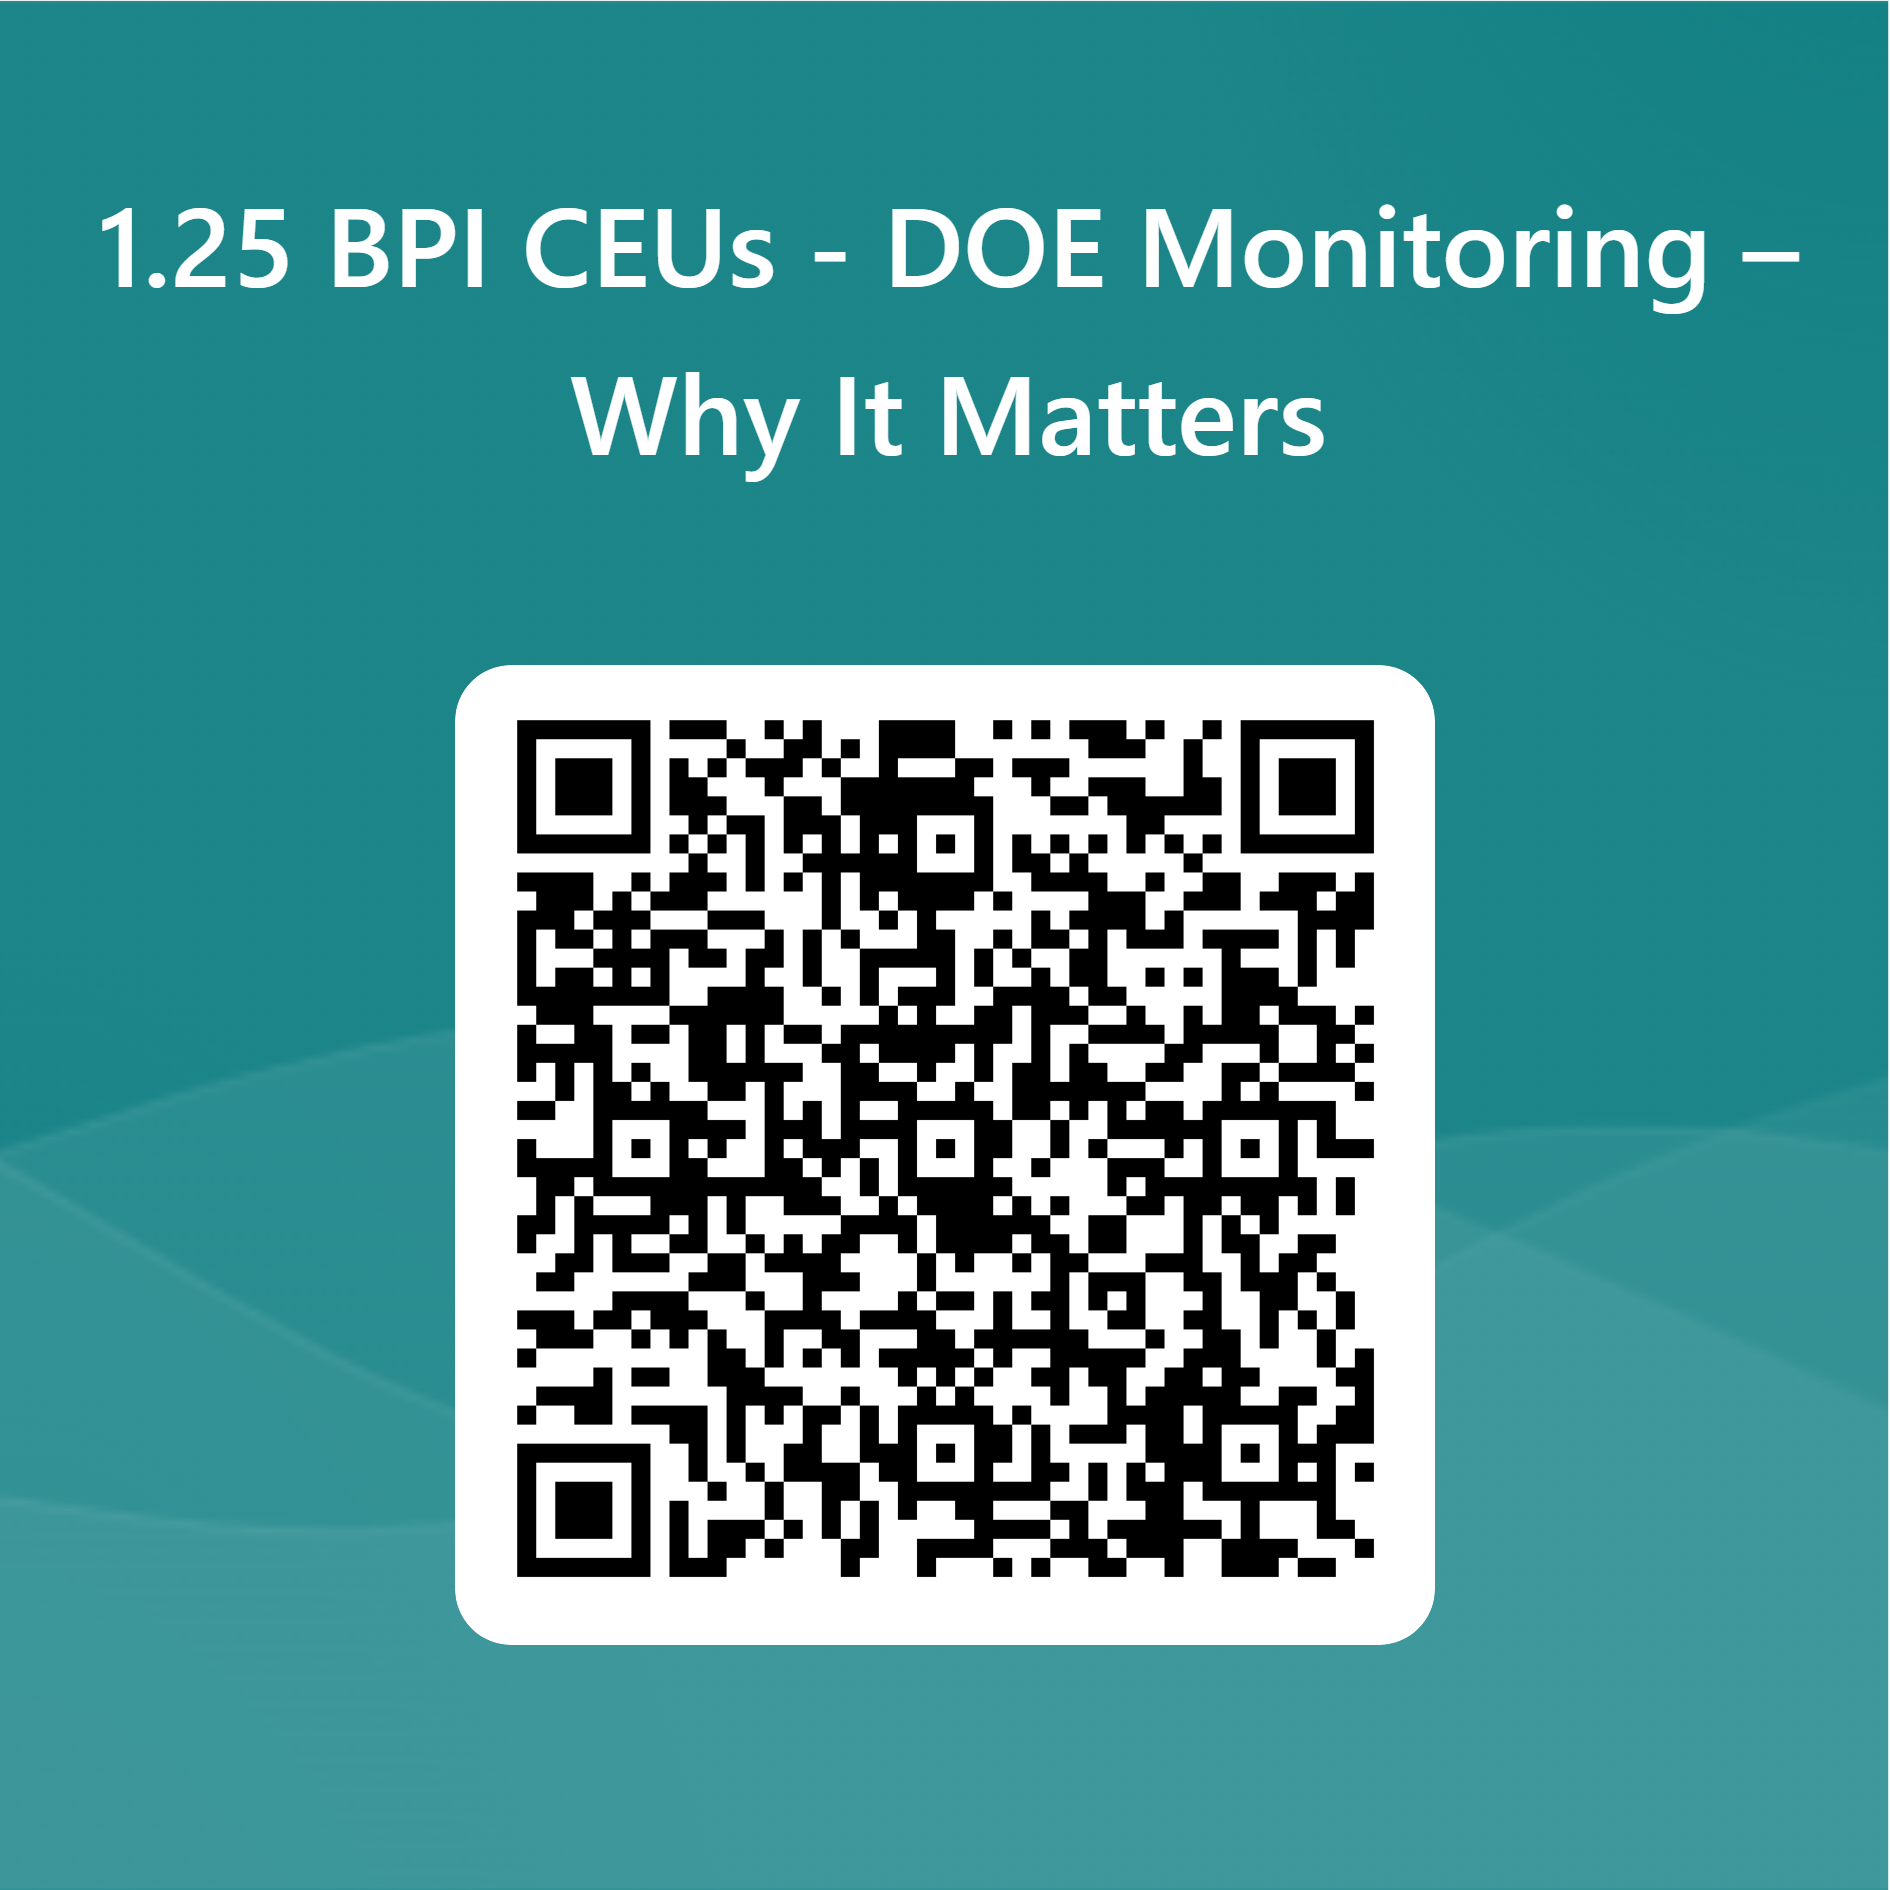 1.25 BPI CEUs - DOE Monitoring –
Why It Matters